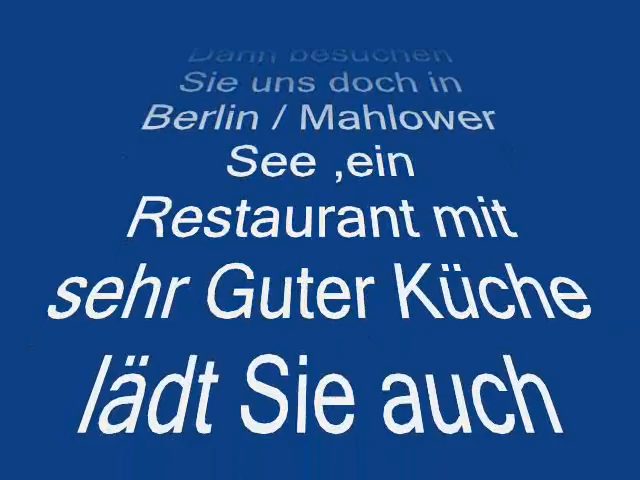 Dann besuchen
Sie uns doch in
Berlin / Mahlower
See ,ein
Restaurant mit
sehr Guter Küche
lädt Sie auch